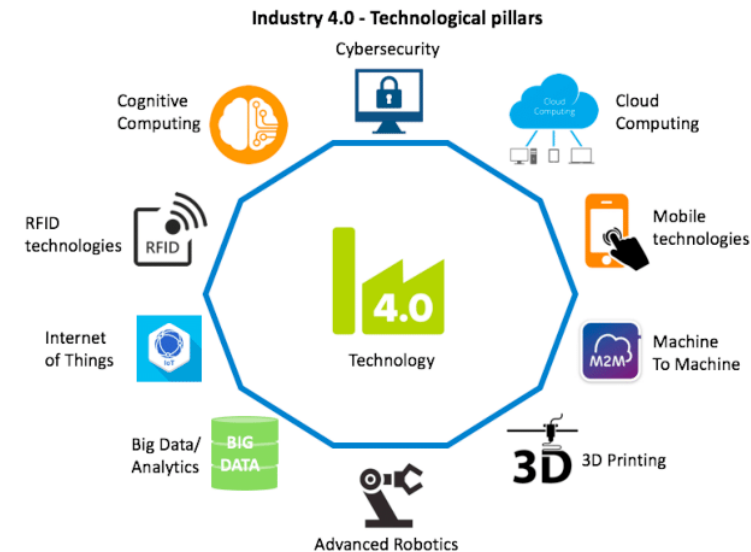 Industry 4.0 - Technological pillars
Cybersecurity
Cloud
Computing
Cloud
Computing
Mobile
technologies
M2M
Machine
To Machine
3D
3D Printing
Advanced Robotics
BIG
DATA
Big Data/
Analytics
IoT
Internet
of Things
RFID
RFID
technologies
Cognitive
Computing
4.0
Technology